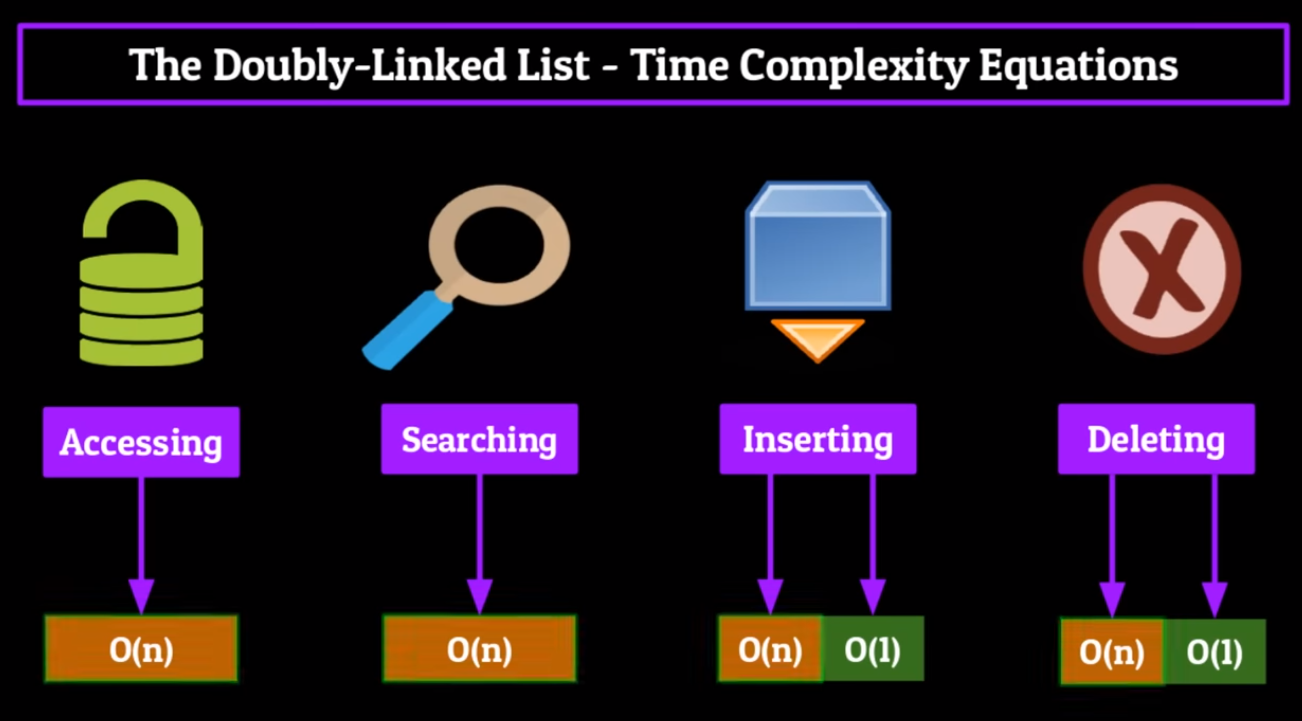 The Doubly-Linked List - Time Complexity Equations
X
Accessing
Searching
Inserting
Deleting
O(n)
O(n)
O(n)
O(1)
O(n)
O(1)